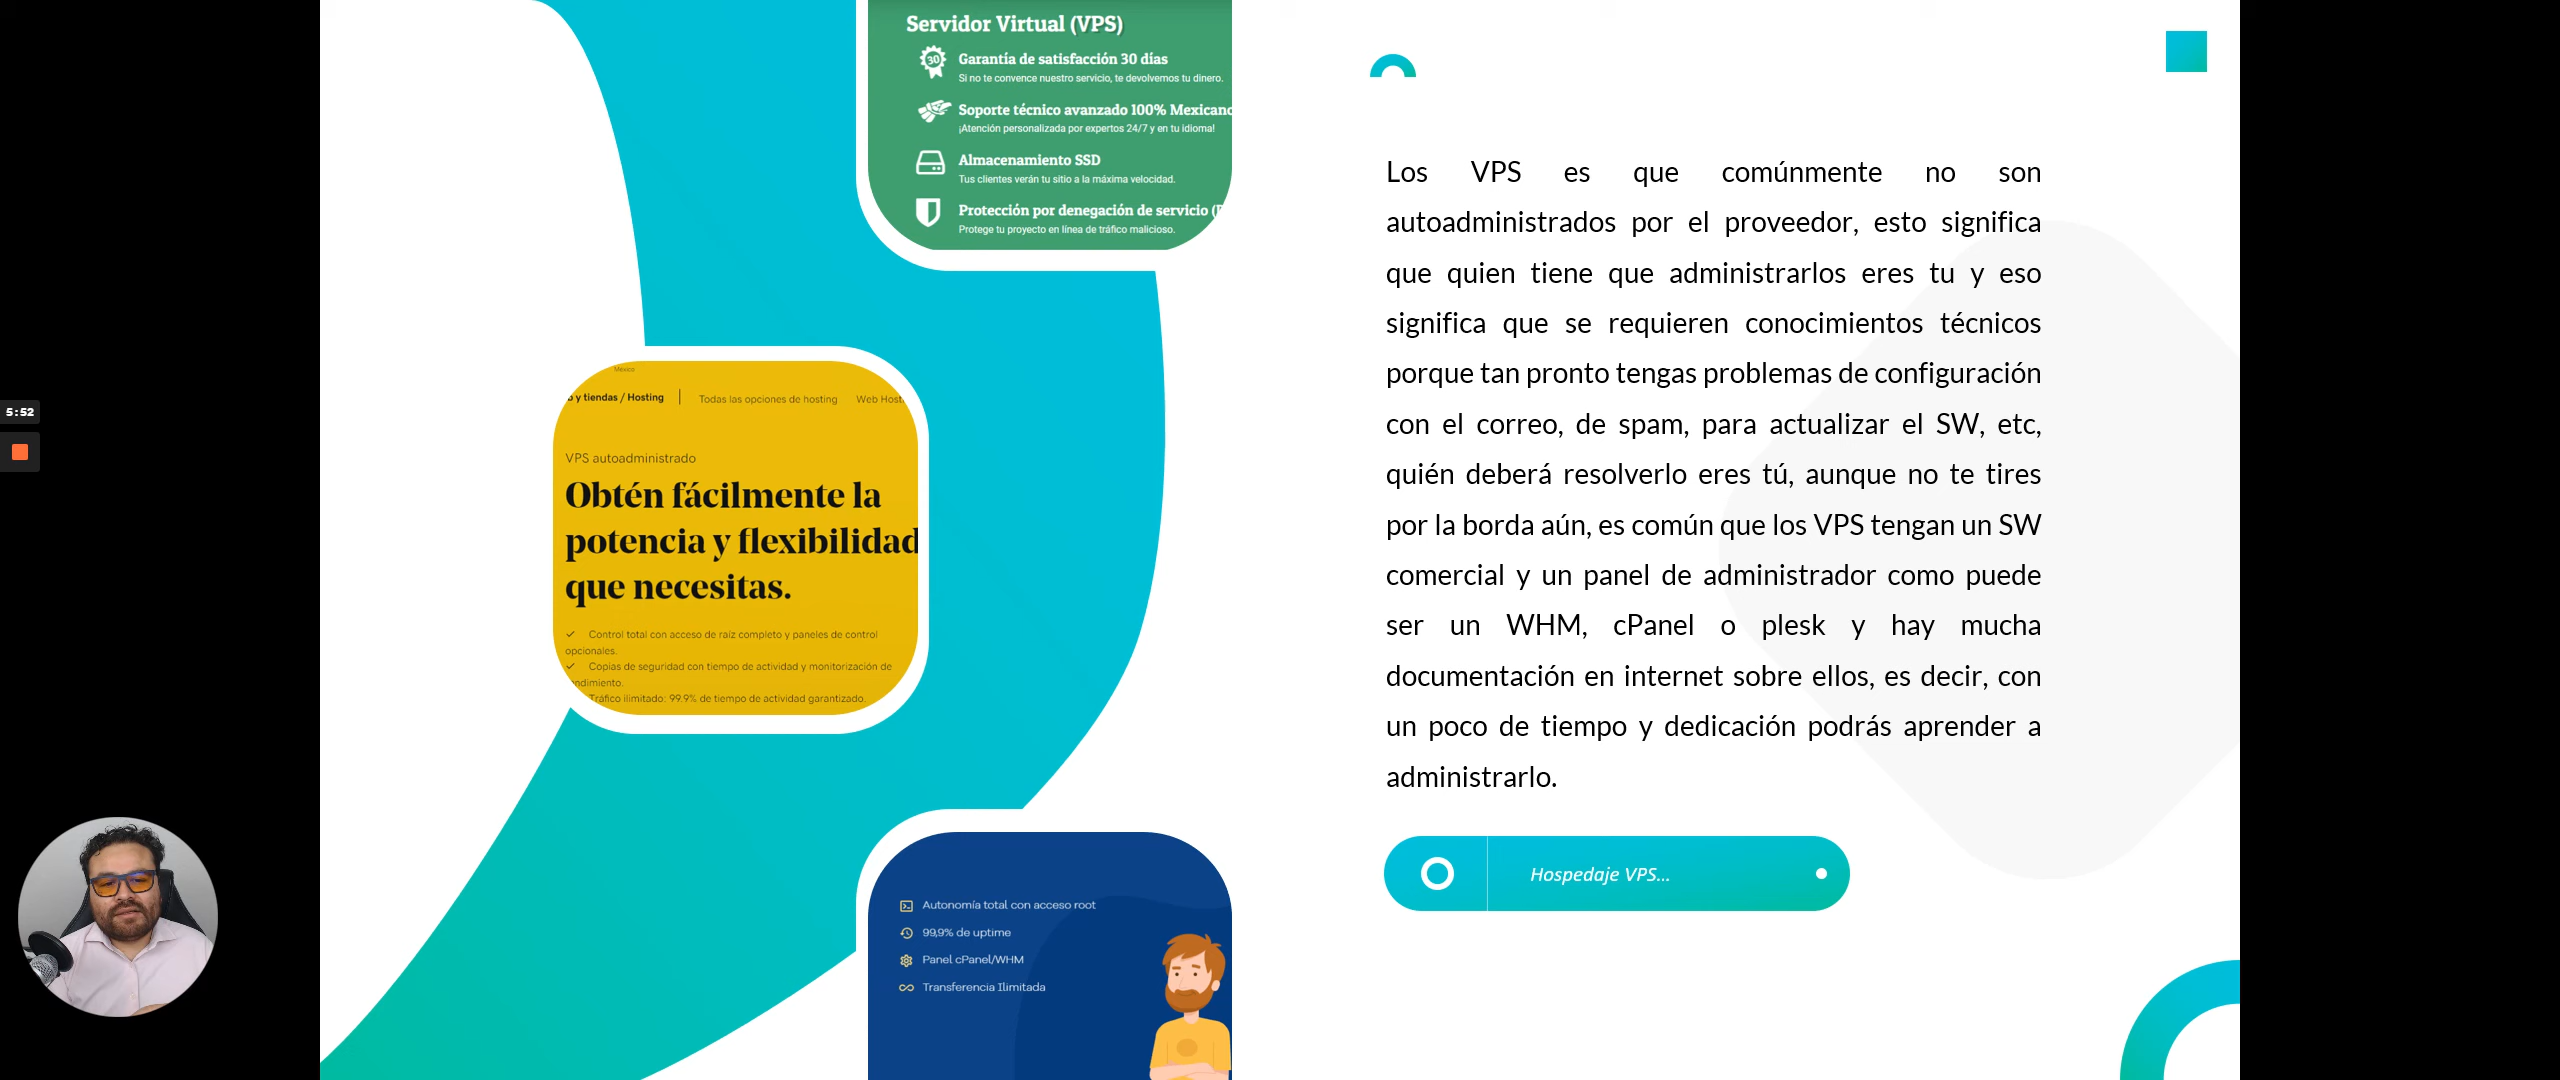 Servidor Virtual (VPS)
30
Garantía de satisfacción 30 días
Si no te convence nuestro servicio, te devolvemos tu dinero.
Soporte técnico avanzado 100% Mexicano
¡Atención personalizada por expertos 24/7 y en tu idioma!
Almacenamiento SSD
Tus clientes verán tu sitio a la máxima velocidad.
Protección por denegación de servicio (
Protege tu proyecto en línea de tráfico malicioso.
México
y tiendas / Hosting
Todas las opciones de hosting
Web Host
VPS autoadministrado
Obtén fácilmente la
potencia y flexibilidad
que necesitas.
Control total con acceso de raíz completo y paneles de control
opcionales.
Copias de seguridad con tiempo de actividad y monitorización de
ndimiento.
Tráfico ilimitado: 99.9% de tiempo de actividad garantizado.
Autonomía total con acceso root
99,9% de uptime
Panel cPanel/WHM
Transferencia Ilimitada
Los VPS es que comúnmente no son
autoadministrados por el proveedor, esto significa
que quien tiene que administrarlos eres tu y eso
significa que se requieren conocimientos técnicos
porque tan pronto tengas problemas de configuración
con el correo, de spam, para actualizar el SW, etc,
quién deberá resolverlo eres tú, aunque no te tires
por la borda aún, es común que los VPS tengan un SW
comercial y un panel de administrador como puede
ser un WHM, cPanel o plesk y hay mucha
documentación en internet sobre ellos, es decir, con
un poco de tiempo y dedicación podrás aprender a
administrarlo.
Hospedaje VPS...
5:52